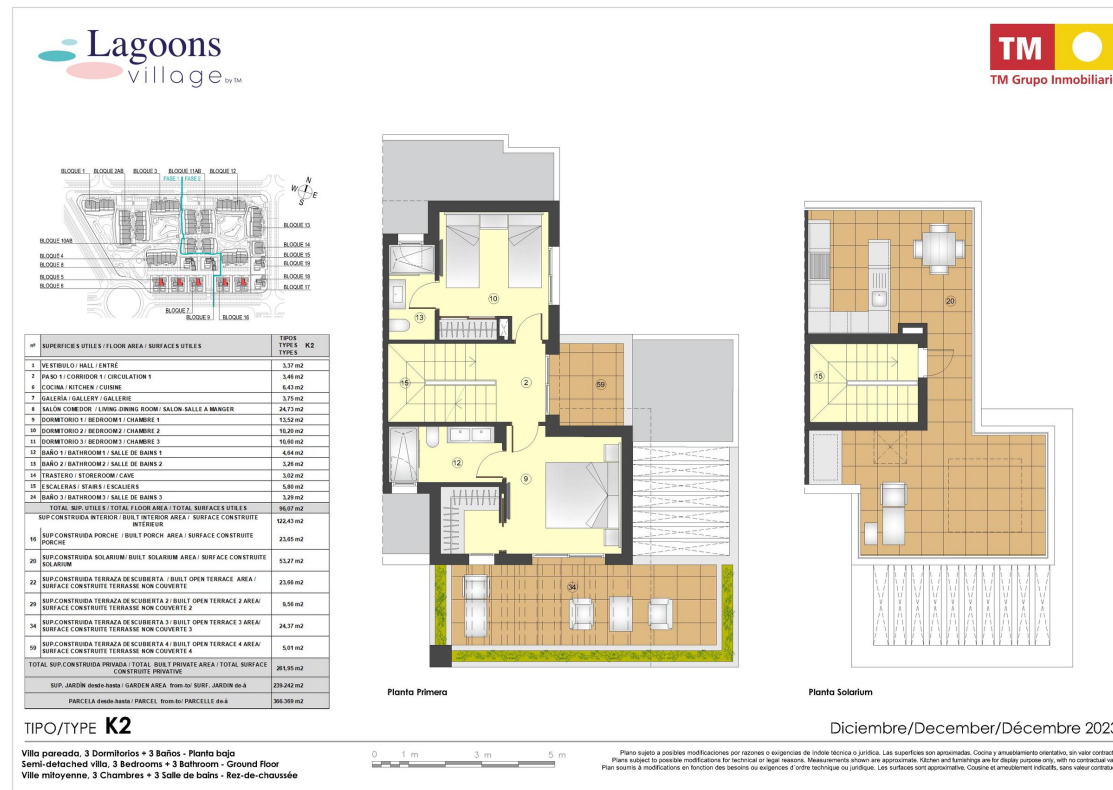 Lagoons
village by TM
TM
TM Grupo Inmobiliari
BLOQUE 1
BLOQUE 2AB
BLOQUE 3
BLOQUE 11AB
BLOQUE 12
FASE 1
FASE 2
N
W
E
S
BLOQUE 13
BLOQUE 10AB
BLOQUE 14
BLOQUE 4
BLOQUE 15
BLOQUE 8
BLOQUE 19
BLOQUE 5
BLOQUE 18
BLOQUE 6
BLOQUE 17
BLOQUE 7
BLOQUE 9
BLOQUE 16
nº SUPERFICIES UTILES / FLOOR AREA / SURFACES UTILES TIPOS TYPES TYPES K2
1 VESTIBULO / HALL / ENTRÉ 3,37 m2
2 PASO 1 / CORRIDOR 1 / CIRCULATION 1 3,46 m2
6 COCINA / KITCHEN / CUISINE 6,43 m2
7 GALERÍA / GALLERY / GALLERIE 3,75 m2
8 SALÓN COMEDOR / LIVING-DINING ROOM / SALON-SALLE A MANGER 24,73 m2
9 DORMITORIO 1 / BEDROOM 1 / CHAMBRE 1 13,52 m2
10 DORMITORIO 2 / BEDROOM 2 / CHAMBRE 2 10,20 m2
11 DORMITORIO 3 / BEDROOM 3 / CHAMBRE 3 10,60 m2
12 BAÑO 1 / BATHROOM 1 / SALLE DE BAINS 1 4,64 m2
13 BAÑO 2 / BATHROOM 2 / SALLE DE BAINS 2 3,26 m2
14 TRASTERO / STOREROOM / CAVE 3,02 m2
15 ESCALERAS / STAIRS / ESCALIERS 5,80 m2
24 BAÑO 3 / BATHROOM 3 / SALLE DE BAINS 3 3,29 m2
TOTAL SUP. UTILES / TOTAL FLOOR AREA / TOTAL SURFACES UTILES 96,07 m2
SUP CONSTRUIDA INTERIOR / BUILT INTERIOR AREA / SURFACE CONSTRUITE INTÉRIEUR 122,43 m2
16 SUP CONSTRUIDA PORCHE / BUILT PORCH AREA / SURFACE CONSTRUITE PORCHE 23,65 m2
20 SUP.CONSTRUIDA SOLARIUM/ BUILT SOLARIUM AREA / SURFACE CONSTRUITE SOLARIUM 53,27 m2
22 SUP.CONSTRUIDA TERRAZA DESCUBIERTA / BUILT OPEN TERRACE AREA / SURFACE CONSTRUITE TERRASSE NON COUVERTE 23,66 m2
29 SUP.CONSTRUIDA TERRAZA DESCUBIERTA 2 / BUILT OPEN TERRACE 2 AREA/ SURFACE CONSTRUITE TERRASSE NON COUVERTE 2 9,56 m2
34 SUP.CONSTRUIDA TERRAZA DESCUBIERTA 3 / BUILT OPEN TERRACE 3 AREA/ SURFACE CONSTRUITE TERRASSE NON COUVERTE 3 24,37 m2
59 SUP.CONSTRUIDA TERRAZA DESCUBIERTA 4 / BUILT OPEN TERRACE 4 AREA/ SURFACE CONSTRUITE TERRASSE NON COUVERTE 4 5,01 m2
TOTAL SUP.CONSTRUIDA PRIVADA / TOTAL BUILT PRIVATE AREA / TOTAL SURFACE CONSTRUITE PRIVATIVE 261,95 m2
SUP. JARDÍN desde-hasta / GARDEN AREA from-to/ SURF. JARDIN de-à 239-242 m2
PARCELA desde-hasta / PARCEL from-to/ PARCELLE de-à 366-369 m2
10
13
15
2
59
12
9
34
Planta Primera
20
15
Planta Solarium
TIPO/TYPE K2
Diciembre/December/Décembre 2023
Villa pareada, 3 Dormitorios + 3 Baños - Planta baja
Semi-detached villa, 3 Bedrooms + 3 Bathroom - Ground Floor
Ville mitoyenne, 3 Chambres + 3 Salle de bains - Rez-de-chaussée
0 1 m 3 m 5 m
Plano sujeto a posibles modificaciones por razones o exigencias de índole técnica o jurídica. Las superficies son aproximadas. Cocina y amueblamiento orientativo, sin valor contract
Plans subject to possible modifications for technical or legal reasons. Measurements shown are approximate. Kitchen and furnishings are for display purpose only, with no contractual va
Plan soumis à modifications en fonction des besoins ou exigences d'ordre technique ou juridique. Les surfaces sont approximative. Cousine et ameublement indicatifs, sans valeur contratue